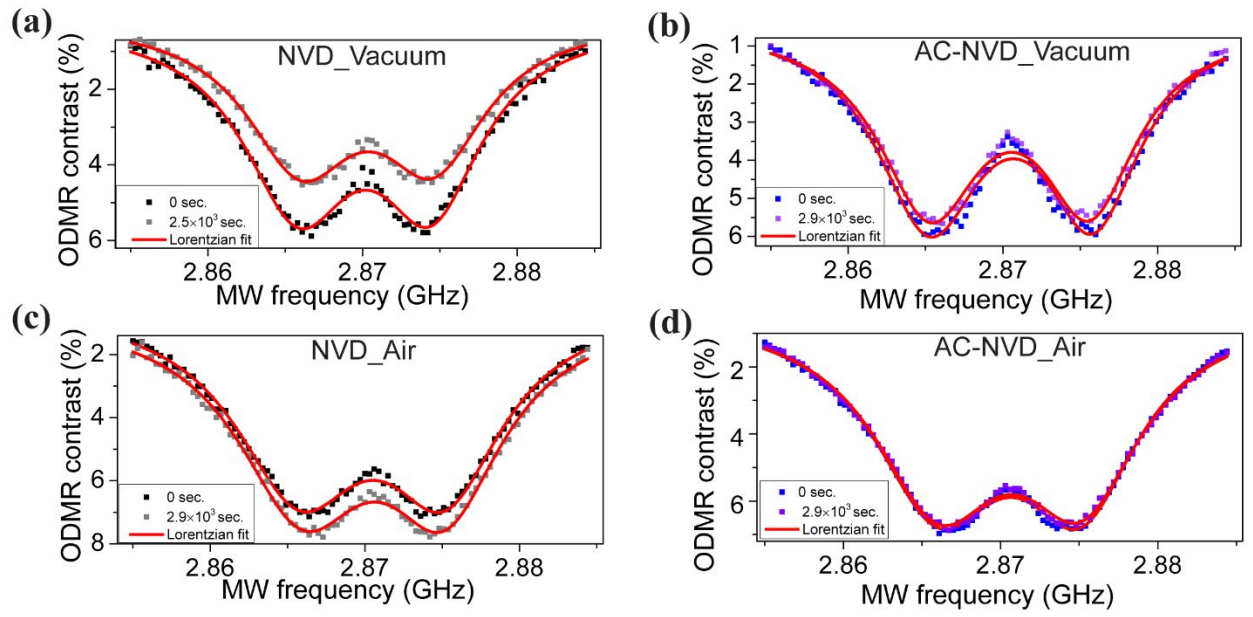 (a)
NVD_Vacuum
ODMR contrast (%)
2
4
6
0 sec.
2.5×10³ sec.
Lorentzian fit
2.86
2.87
2.88
MW frequency (GHz)
(b)
AC-NVD_Vacuum
ODMR contrast (%)
1
2
3
4
5
6
0 sec.
2.9×10³ sec.
Lorentzian fit
2.86
2.87
2.88
MW frequency (GHz)
(c)
NVD_Air
ODMR contrast (%)
2
4
6
8
0 sec.
2.9×10³ sec.
Lorentzian fit
2.86
2.87
2.88
MW frequency (GHz)
(d)
AC-NVD_Air
ODMR contrast (%)
2
4
6
0 sec.
2.9×10³ sec.
Lorentzian fit
2.86
2.87
2.88
MW frequency (GHz)